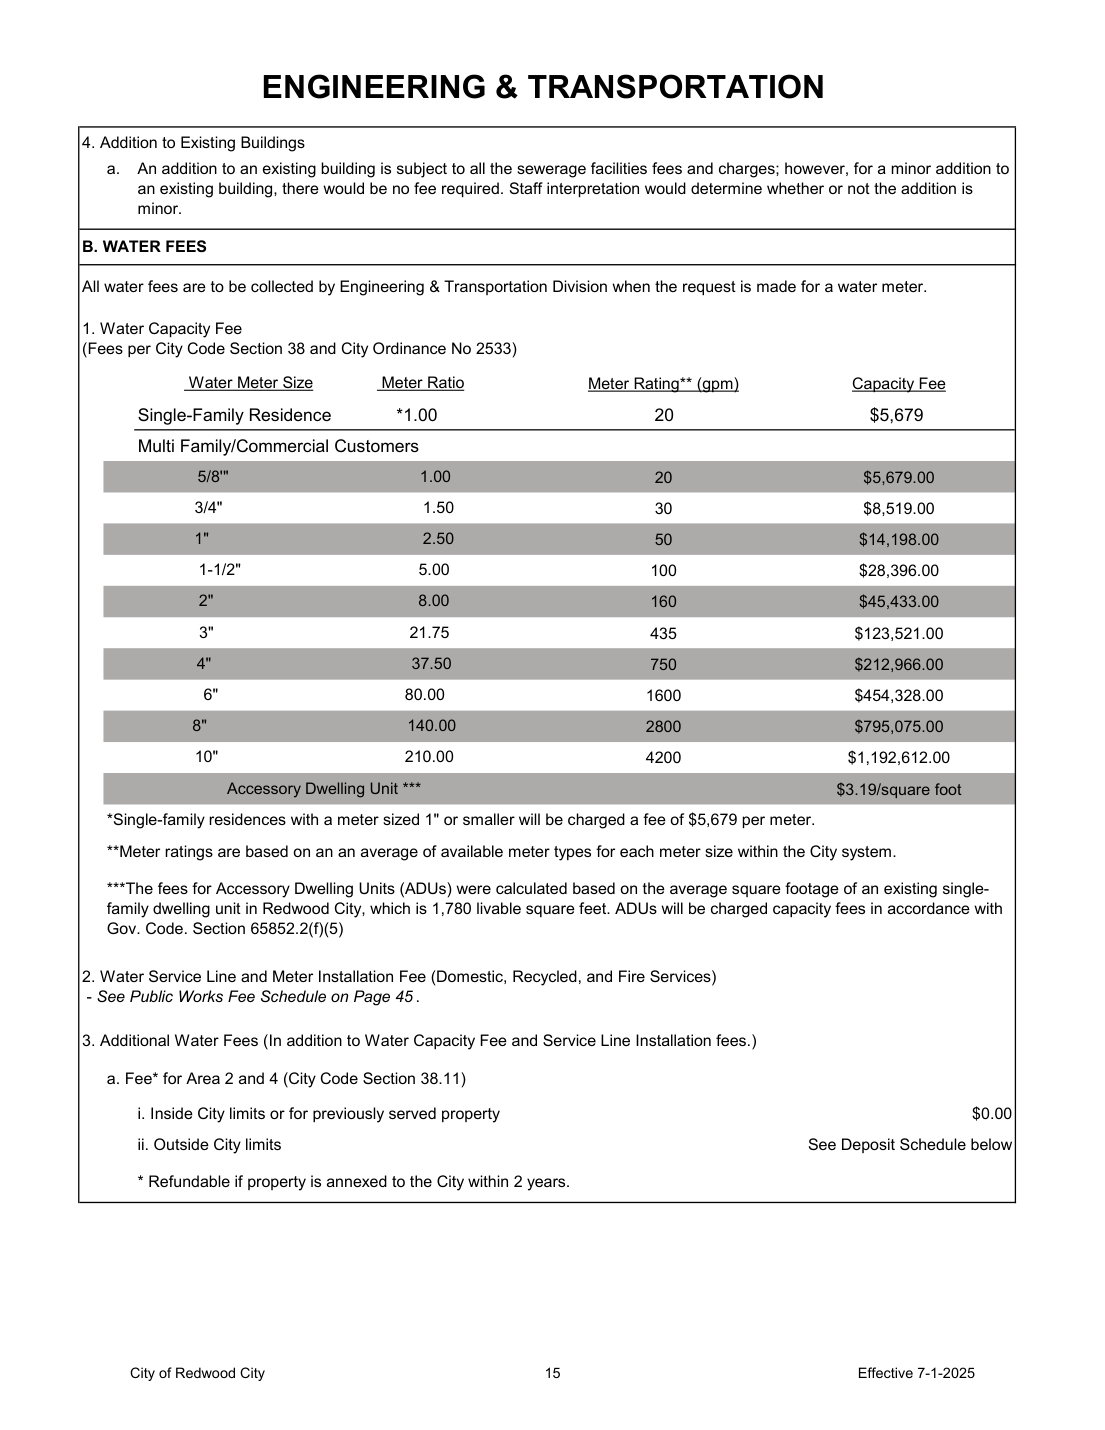 ENGINEERING & TRANSPORTATION
4. Addition to Existing Buildings
a. An addition to an existing building is subject to all the sewerage facilities fees and charges; however, for a minor addition to
an existing building, there would be no fee required. Staff interpretation would determine whether or not the addition is
minor.
B. WATER FEES
All water fees are to be collected by Engineering & Transportation Division when the request is made for a water meter.
1. Water Capacity Fee
(Fees per City Code Section 38 and City Ordinance No 2533)
Water Meter Size Meter Ratio Meter Rating** (gpm) Capacity Fee
Single-Family Residence *1.00 20 $5,679
Multi Family/Commercial Customers
5/8'" 1.00 20 $5,679.00
3/4" 1.50 30 $8,519.00
1" 2.50 50 $14,198.00
1-1/2" 5.00 100 $28,396.00
2" 8.00 160 $45,433.00
3" 21.75 435 $123,521.00
4" 37.50 750 $212,966.00
6" 80.00 1600 $454,328.00
8" 140.00 2800 $795,075.00
10" 210.00 4200 $1,192,612.00
Accessory Dwelling Unit *** $3.19/square foot
*Single-family residences with a meter sized 1" or smaller will be charged a fee of $5,679 per meter.
**Meter ratings are based on an an average of available meter types for each meter size within the City system.
***The fees for Accessory Dwelling Units (ADUs) were calculated based on the average square footage of an existing single-
family dwelling unit in Redwood City, which is 1,780 livable square feet. ADUs will be charged capacity fees in accordance with
Gov. Code. Section 65852.2(f)(5)
2. Water Service Line and Meter Installation Fee (Domestic, Recycled, and Fire Services)
- See Public Works Fee Schedule on Page 45.
3. Additional Water Fees (In addition to Water Capacity Fee and Service Line Installation fees.)
a. Fee* for Area 2 and 4 (City Code Section 38.11)
i. Inside City limits or for previously served property $0.00
ii. Outside City limits See Deposit Schedule below
* Refundable if property is annexed to the City within 2 years.
City of Redwood City 15 Effective 7-1-2025